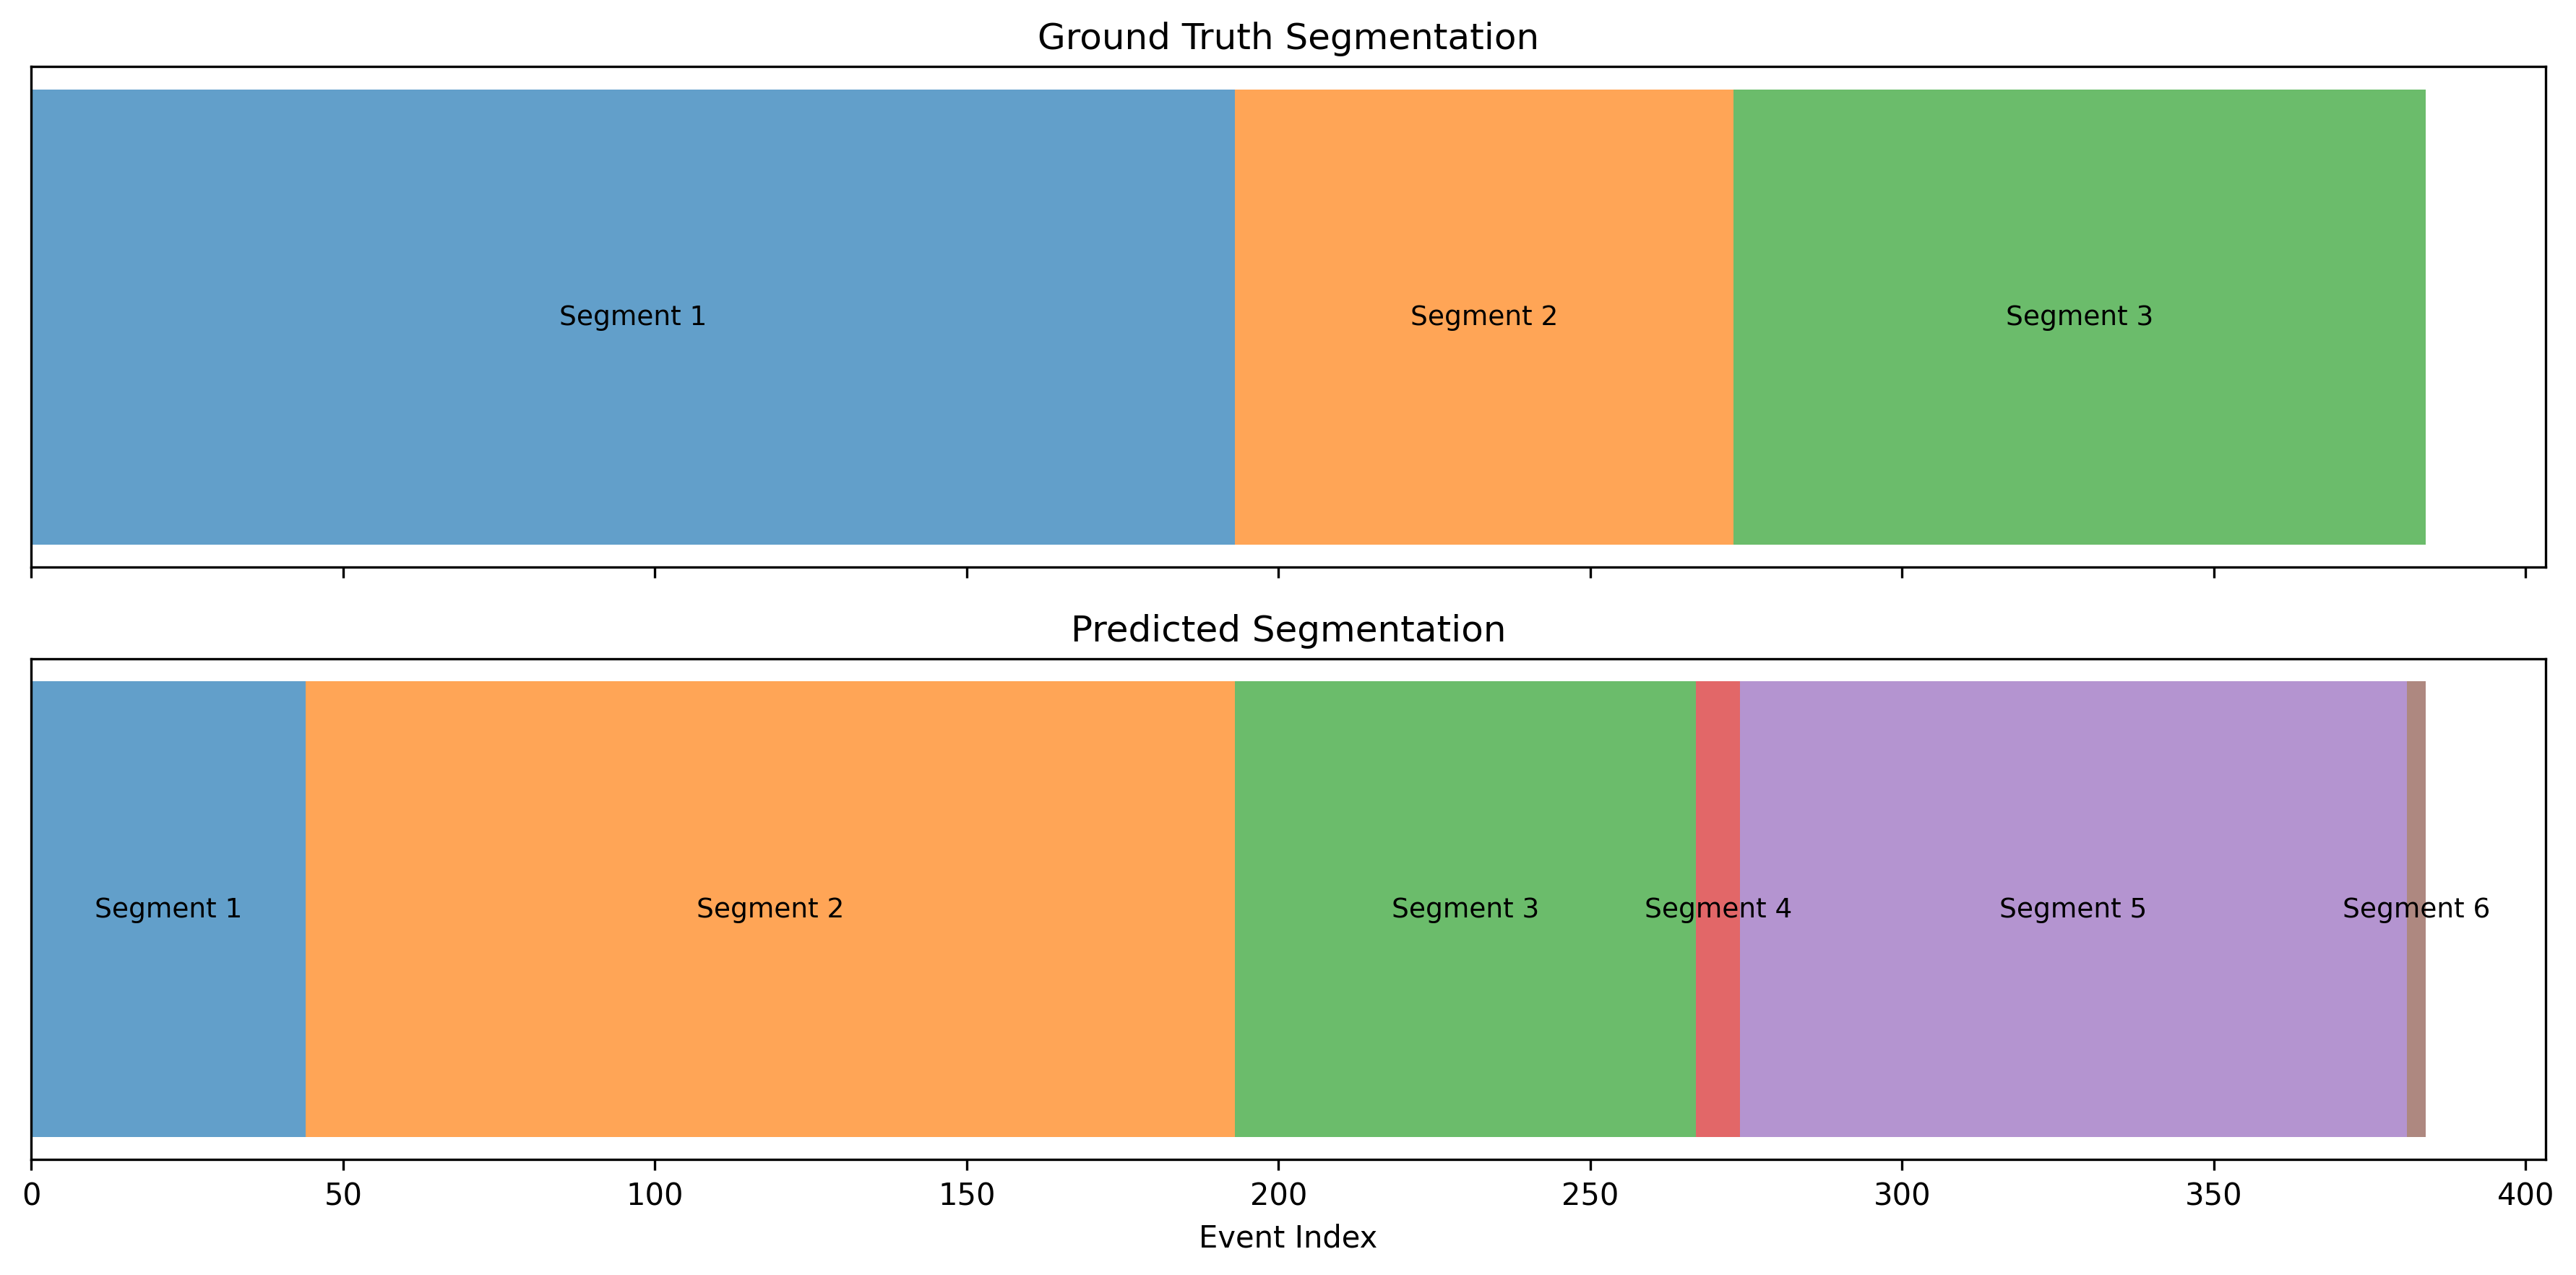 Ground Truth Segmentation
Segment 1
Segment 2
Segment 3
Predicted Segmentation
Segment 1
Segment 2
Segment 3
Segment 4
Segment 5
Segment 6
0
50
100
150
200
250
300
350
400
Event Index